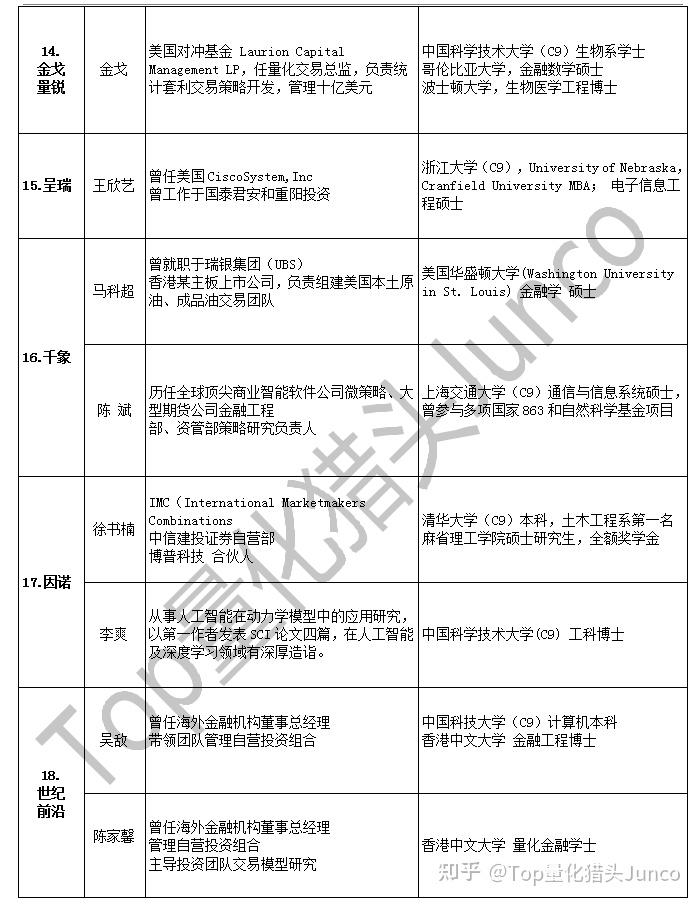 14.
金戈
量锐
金戈
美国对冲基金 Laurion Capital
Management LP，任量化交易总监，负责统
计套利交易策略开发，管理十亿美元
中国科学技术大学（C9）生物系学士
哥伦比亚大学，金融数学硕士
波士顿大学，生物医学工程博士
15.呈瑞
王欣艺
曾任美国CiscoSystem,Inc
曾工作于国泰君安和重阳投资
浙江大学（C9），University of Nebraska，
Cranfield University MBA； 电子信息工
程硕士
16.千象
马科超
曾就职于瑞银集团（UBS）
香港某主板上市公司，负责组建美国本土原
油、成品油交易团队
美国华盛顿大学(Washington University
in St. Louis) 金融学 硕士
陈 斌
历任全球顶尖商业智能软件公司微策略、大
型期货公司金融工程
部、资管部策略研究负责人
上海交通大学（C9）通信与信息系统硕士，
曾参与多项国家863和自然科学基金项目
17.因诺
徐书楠
IMC（International Marketmakers
Combinations
中信建投证券自营部
博普科技 合伙人
清华大学（C9）本科，土木工程系第一名
麻省理工学院硕士研究生，全额奖学金
李爽
从事人工智能在动力学模型中的应用研究，
以第一作者发表SCI论文四篇，在人工智能
及深度学习领域有深厚造诣。
中国科学技术大学(C9) 工科博士
18.
世纪
前沿
吴敌
曾任海外金融机构董事总经理
带领团队管理自营投资组合
中国科技大学（C9）计算机本科
香港中文大学 金融工程博士
陈家馨
曾任海外金融机构董事总经理
管理自营投资组合
主导投资团队交易模型研究
香港中文大学 量化金融学士
Top量化猎头Junco
知乎 @Top量化猎头Junco